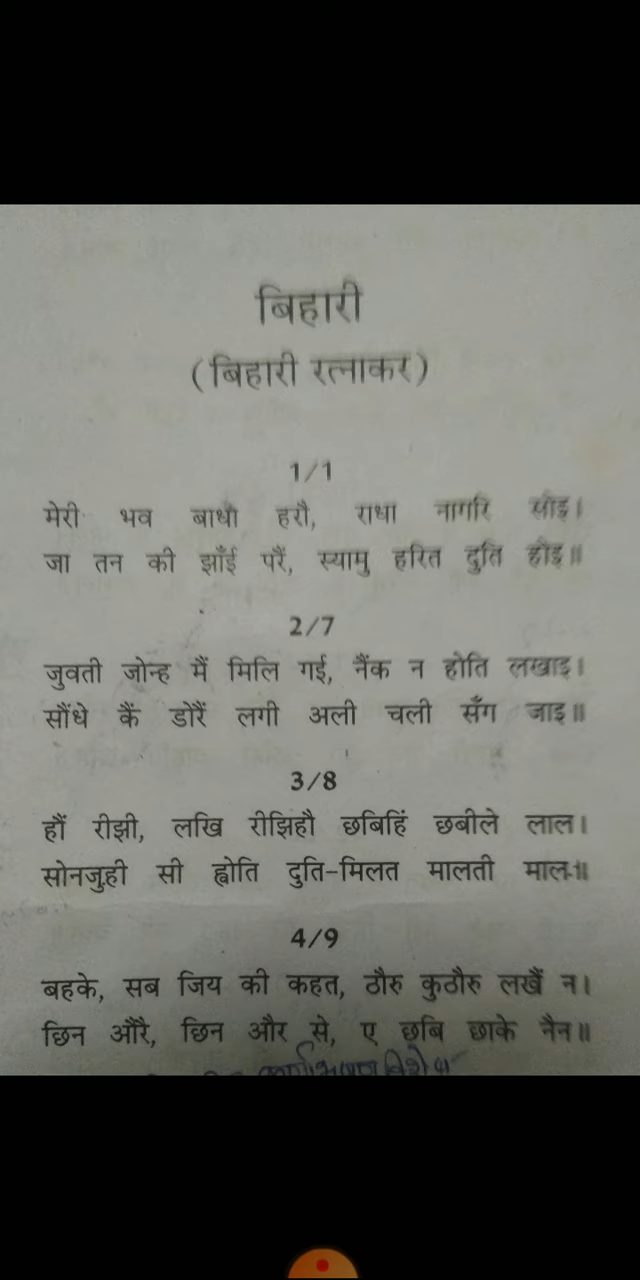 बिहारी
(बिहारी रत्नाकर)
1/1
मेरी भव बाधा हरौ, राधा नागरि सोइ।
जा तन की झाँई परैं, स्यामु हरित दुति होइ॥
2/7
जुवती जोन्ह मैं मिलि गई, नैंक न होति लखाइ।
सौंधे कैं डोरैं लगी अली चली सँग जाइ॥
3/8
हौं रीझी, लखि रीझिहौ छबिहिं छबीले लाल।
सोनजुही सी ह्वोति दुति-मिलत मालती माल॥
4/9
बहके, सब जिय की कहत, ठौरु कुठौरु लखैं न।
छिन औरै, छिन और से, ए छबि छाके नैन॥